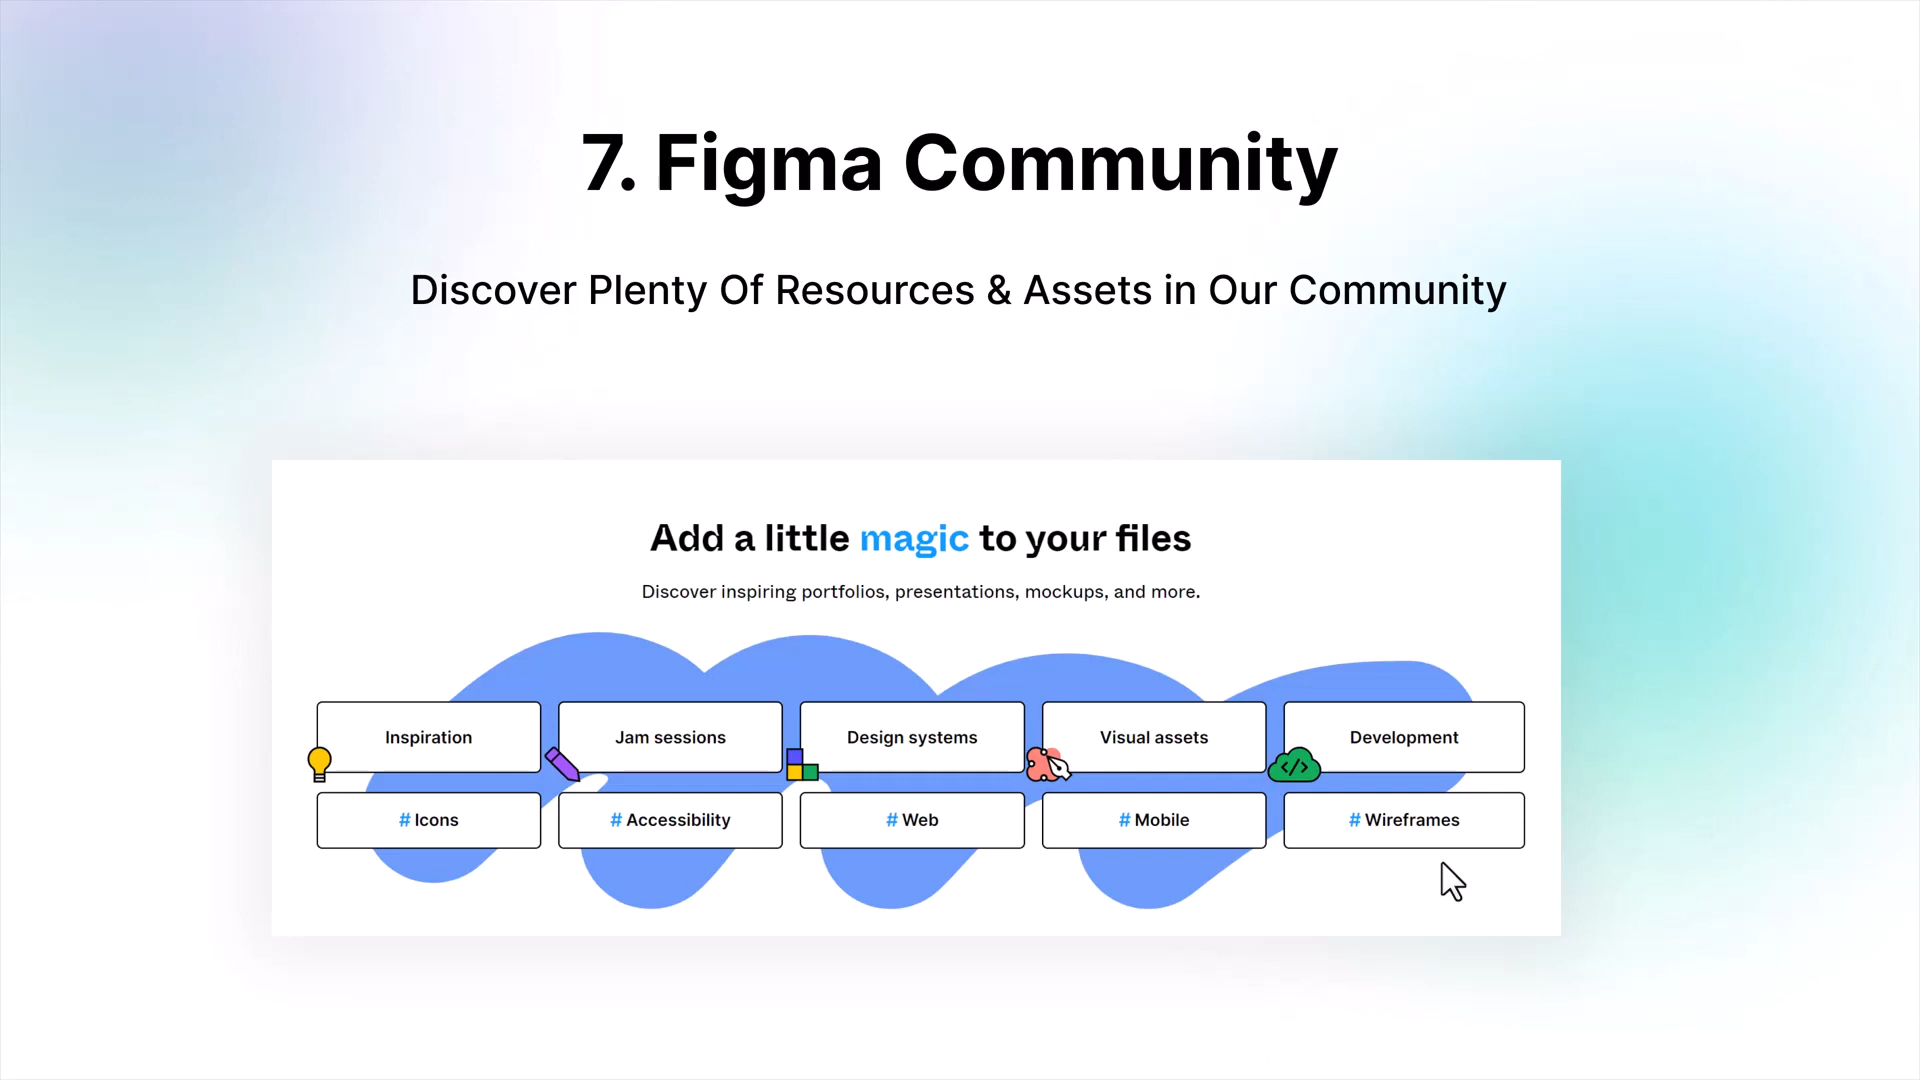 7. Figma Community
Discover Plenty Of Resources & Assets in Our Community
Add a little magic to your files
Discover inspiring portfolios, presentations, mockups, and more.
Inspiration
Jam sessions
Design systems
Visual assets
Development
</>
# Icons
# Accessibility
# Web
# Mobile
# Wireframes